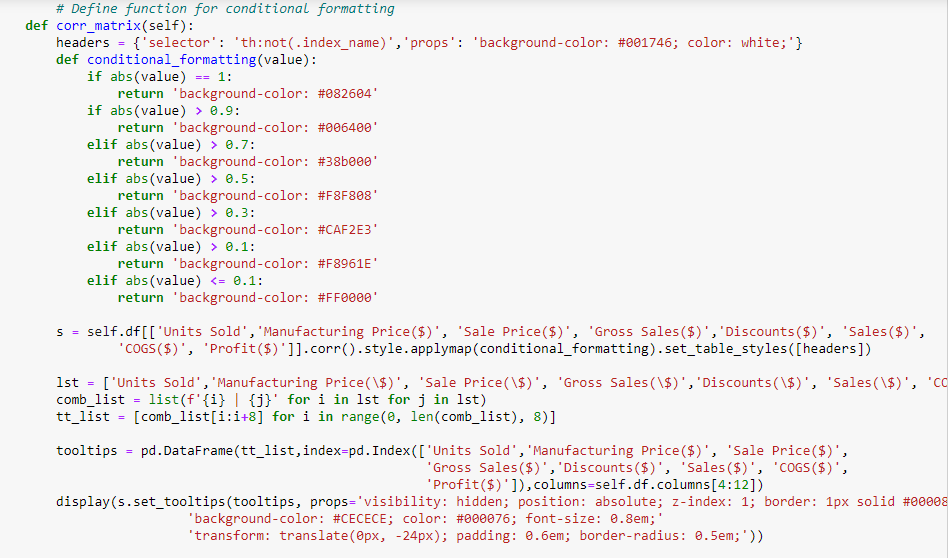 # Define function for conditional formatting
def corr_matrix(self):
headers = {'selector': 'th:not(.index_name)','props': 'background-color: #001746; color: white;'}
def conditional_formatting(value):
if abs(value) == 1:
return 'background-color: #082604'
if abs(value) > 0.9:
return 'background-color: #006400'
elif abs(value) > 0.7:
return 'background-color: #38b000'
elif abs(value) > 0.5:
return 'background-color: #F8F808'
elif abs(value) > 0.3:
return 'background-color: #CAF2E3'
elif abs(value) > 0.1:
return 'background-color: #F8961E'
elif abs(value) <= 0.1:
return 'background-color: #FF0000'
s = self.df[['Units Sold','Manufacturing Price($)', 'Sale Price($)', 'Gross Sales($)','Discounts($)', 'Sales($)',
'COGS($)', 'Profit($)']].corr().style.applymap(conditional_formatting).set_table_styles([headers])
lst = ['Units Sold','Manufacturing Price(\$)', 'Sale Price(\$)', 'Gross Sales(\$)','Discounts(\$)', 'Sales(\$)', 'CO
comb_list = list(f'{i} | {j}' for i in lst for j in lst)
tt_list = [comb_list[i:i+8] for i in range(0, len(comb_list), 8)]
tooltips = pd.DataFrame(tt_list,index=pd.Index(['Units Sold','Manufacturing Price($)', 'Sale Price($)',
'Gross Sales($)','Discounts($)', 'Sales($)', 'COGS($)',
'Profit($)']),columns=self.df.columns[4:12])
display(s.set_tooltips(tooltips, props='visibility: hidden; position: absolute; z-index: 1; border: 1px solid #00008
'background-color: #CECECE; color: #000076; font-size: 0.8em;'
'transform: translate(0px, -24px); padding: 0.6em; border-radius: 0.5em;'))